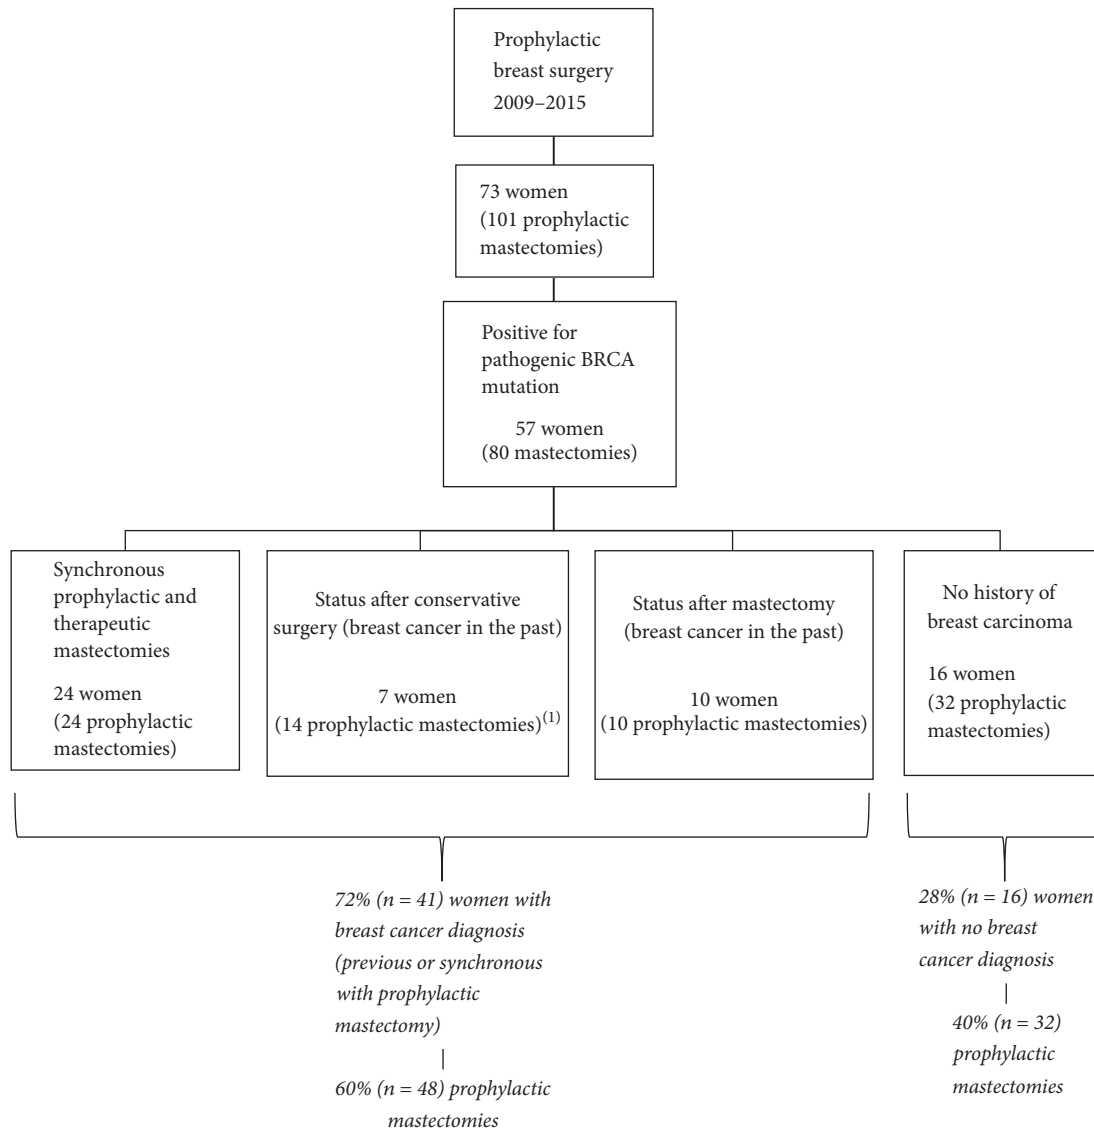 Prophylactic
breast surgery
2009–2015
73 women
(101 prophylactic
mastectomies)
Positive for
pathogenic BRCA
mutation
57 women
(80 mastectomies)
Synchronous
prophylactic and
therapeutic
mastectomies
24 women
(24 prophylactic
mastectomies)
Status after conservative
surgery (breast cancer in the past)
7 women
(14 prophylactic mastectomies)(1)
Status after mastectomy
(breast cancer in the past)
10 women
(10 prophylactic mastectomies)
No history of
breast carcinoma
16 women
(32 prophylactic
mastectomies)
72% (n = 41) women with
breast cancer diagnosis
(previous or synchronous
with prophylactic
mastectomy)
60% (n = 48) prophylactic
mastectomies
28% (n = 16) women
with no breast
cancer diagnosis
40% (n = 32)
prophylactic
mastectomies